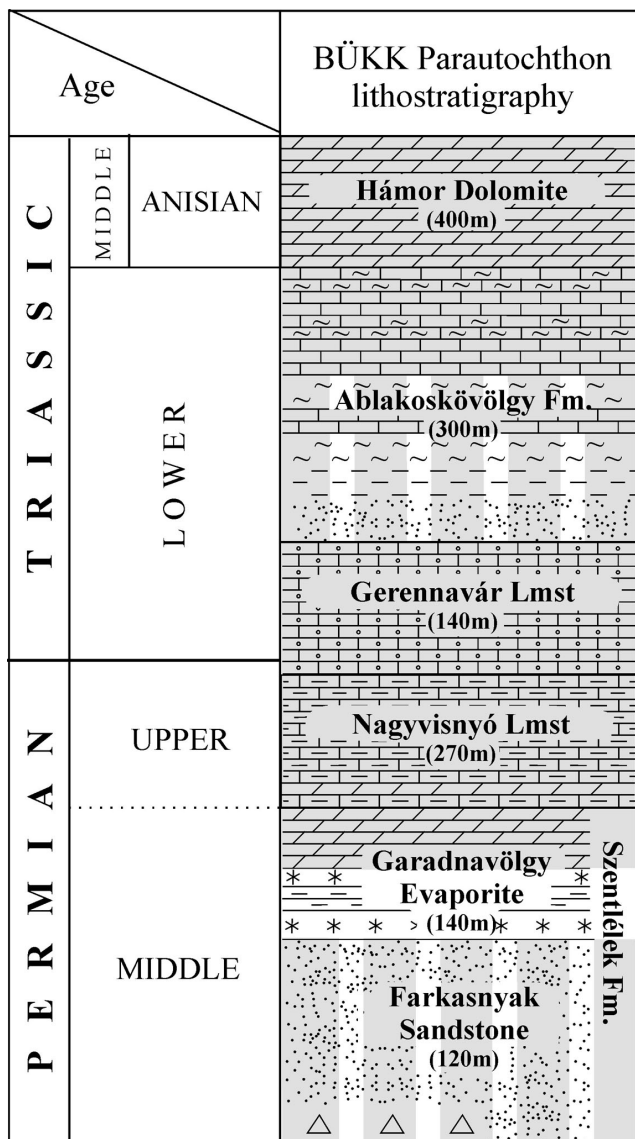 Age
BÜKK Parautochthon
lithostratigraphy
TRIASSIC
MIDDLE
ANISIAN
Hámor Dolomite
(400m)
LOWER
Ablakoskövölgy Fm.
(300m)
Gerennavár Lmst
(140m)
PERMIAN
UPPER
Nagyvisnyó Lmst
(270m)
MIDDLE
Garadnavölgy
Evaporite
(140m)
Szentlélek Fm.
Farkasnyak
Sandstone
(120m)